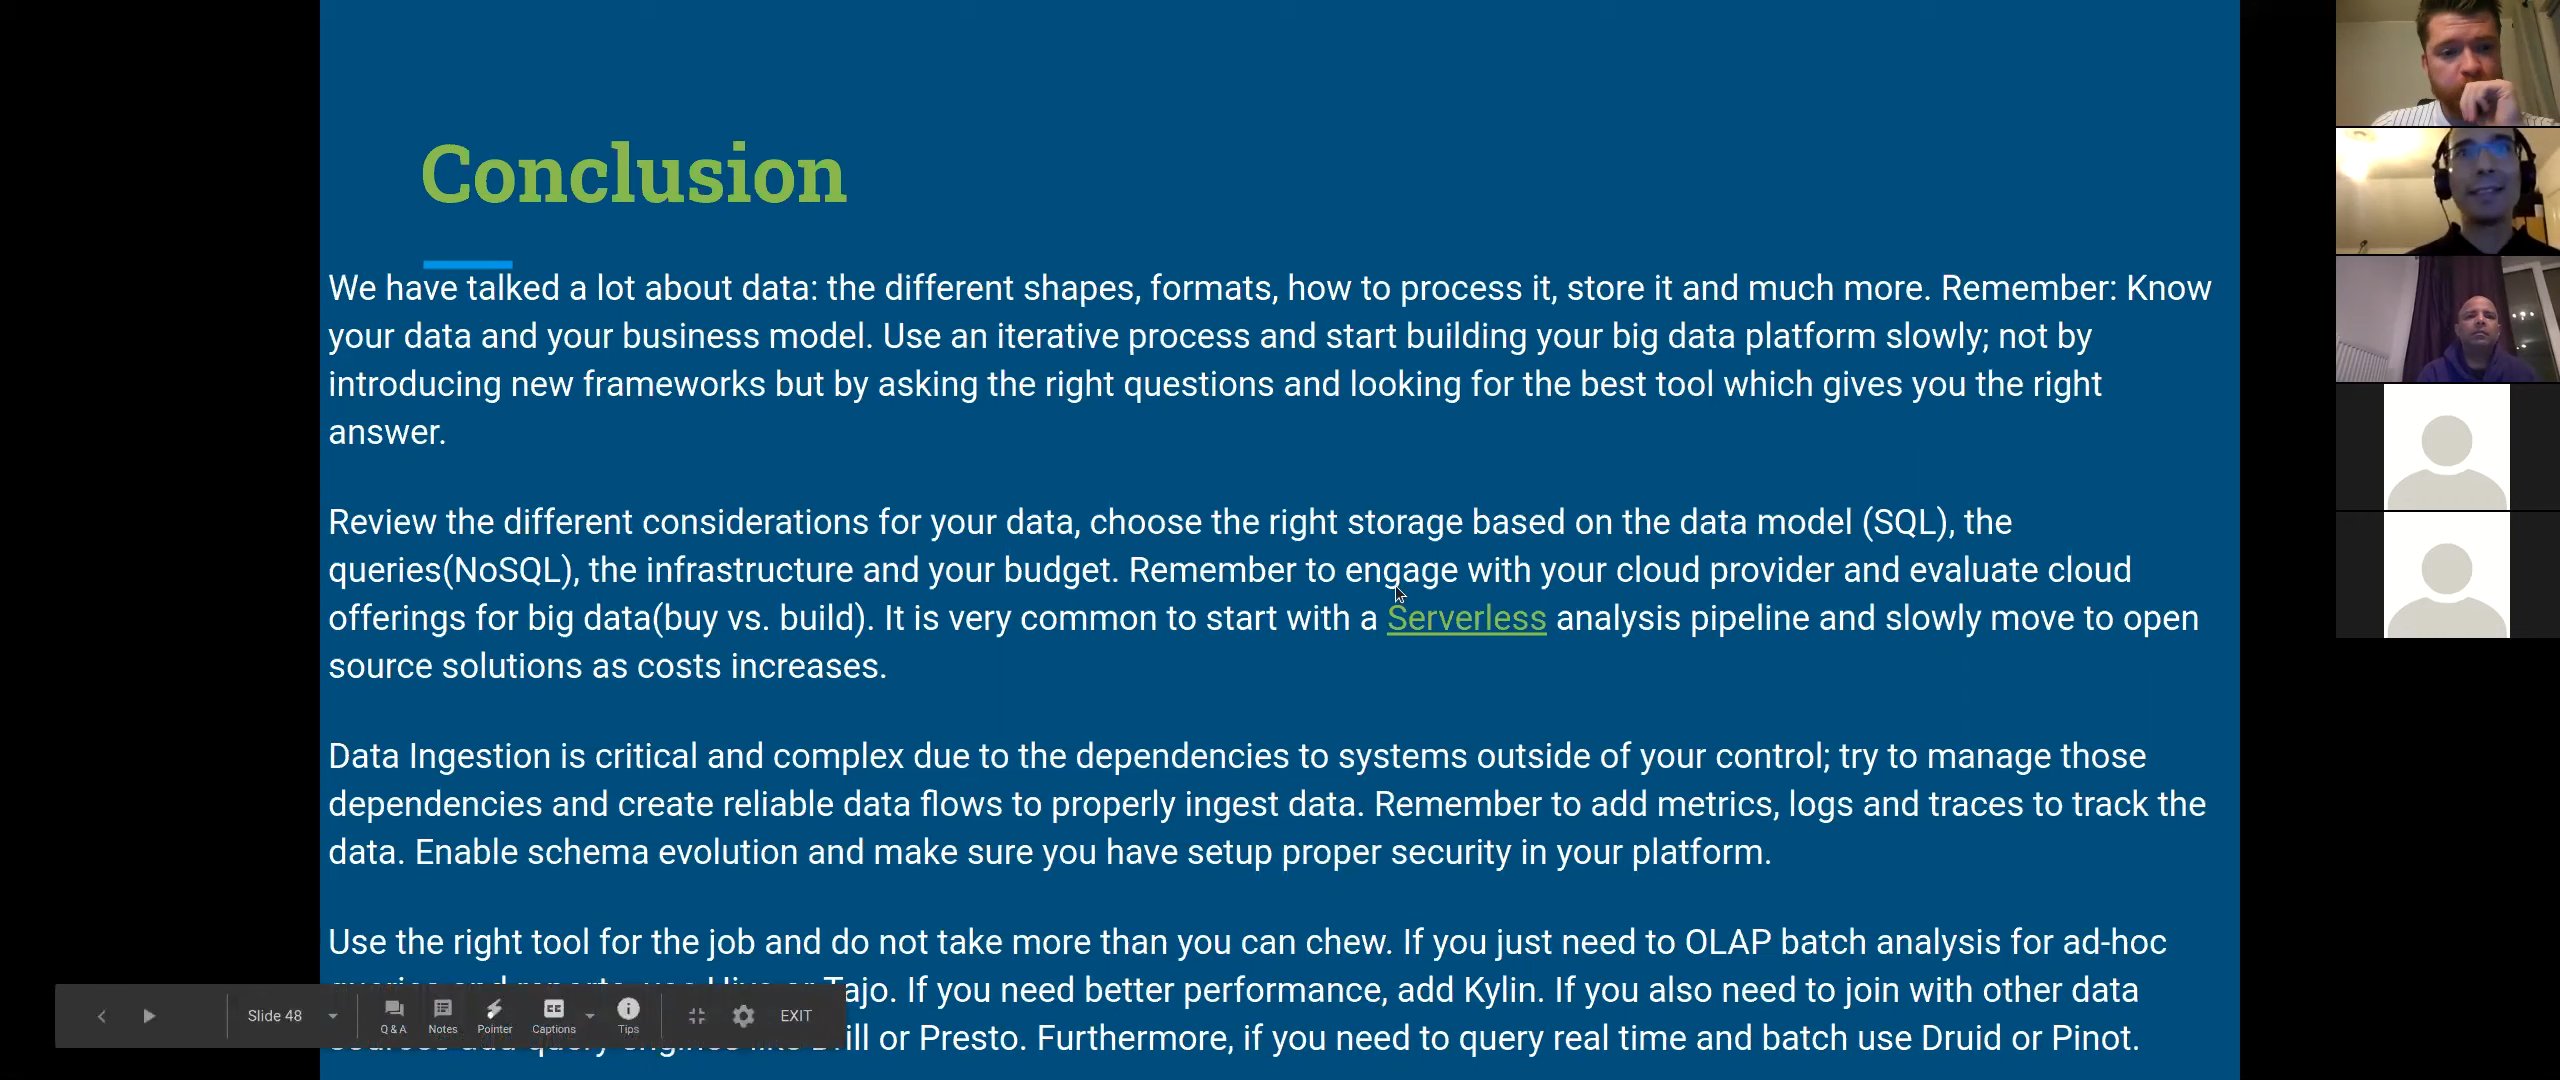 Conclusion
We have talked a lot about data: the different shapes, formats, how to process it, store it and much more. Remember: Know
your data and your business model. Use an iterative process and start building your big data platform slowly; not by
introducing new frameworks but by asking the right questions and looking for the best tool which gives you the right
answer.
Review the different considerations for your data, choose the right storage based on the data model (SQL), the
queries(NoSQL), the infrastructure and your budget. Remember to engage with your cloud provider and evaluate cloud
offerings for big data(buy vs. build). It is very common to start with a Serverless analysis pipeline and slowly move to open
source solutions as costs increases.
Data Ingestion is critical and complex due to the dependencies to systems outside of your control; try to manage those
dependencies and create reliable data flows to properly ingest data. Remember to add metrics, logs and traces to track the
data. Enable schema evolution and make sure you have setup proper security in your platform.
Use the right tool for the job and do not take more than you can chew. If you just need to OLAP batch analysis for ad-hoc
Tajo. If you need better performance, add Kylin. If you also need to join with other data
Drill or Presto. Furthermore, if you need to query real time and batch use Druid or Pinot.
Slide 48
Q & A
Notes
Pointer
Captions
Tips
EXIT